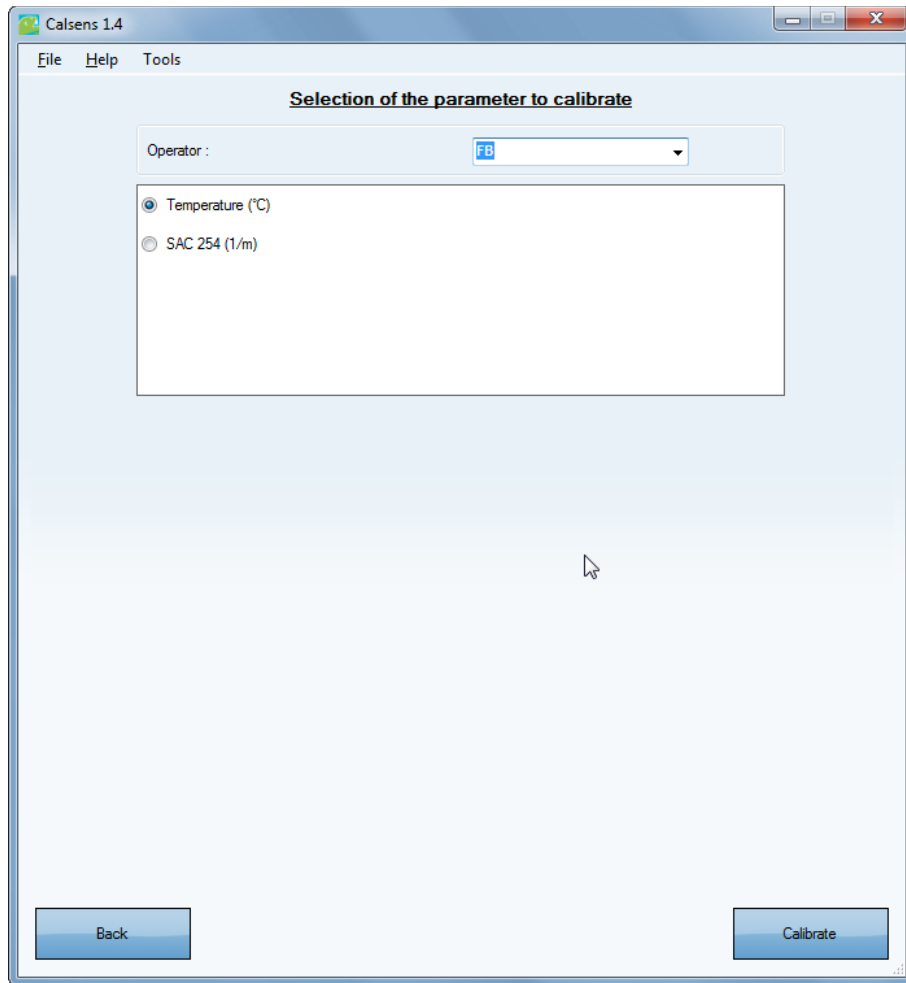 Calsens 1.4
File Help Tools
Selection of the parameter to calibrate
Operator : FB
Temperature (°C)
SAC 254 (1/m)
Back Calibrate